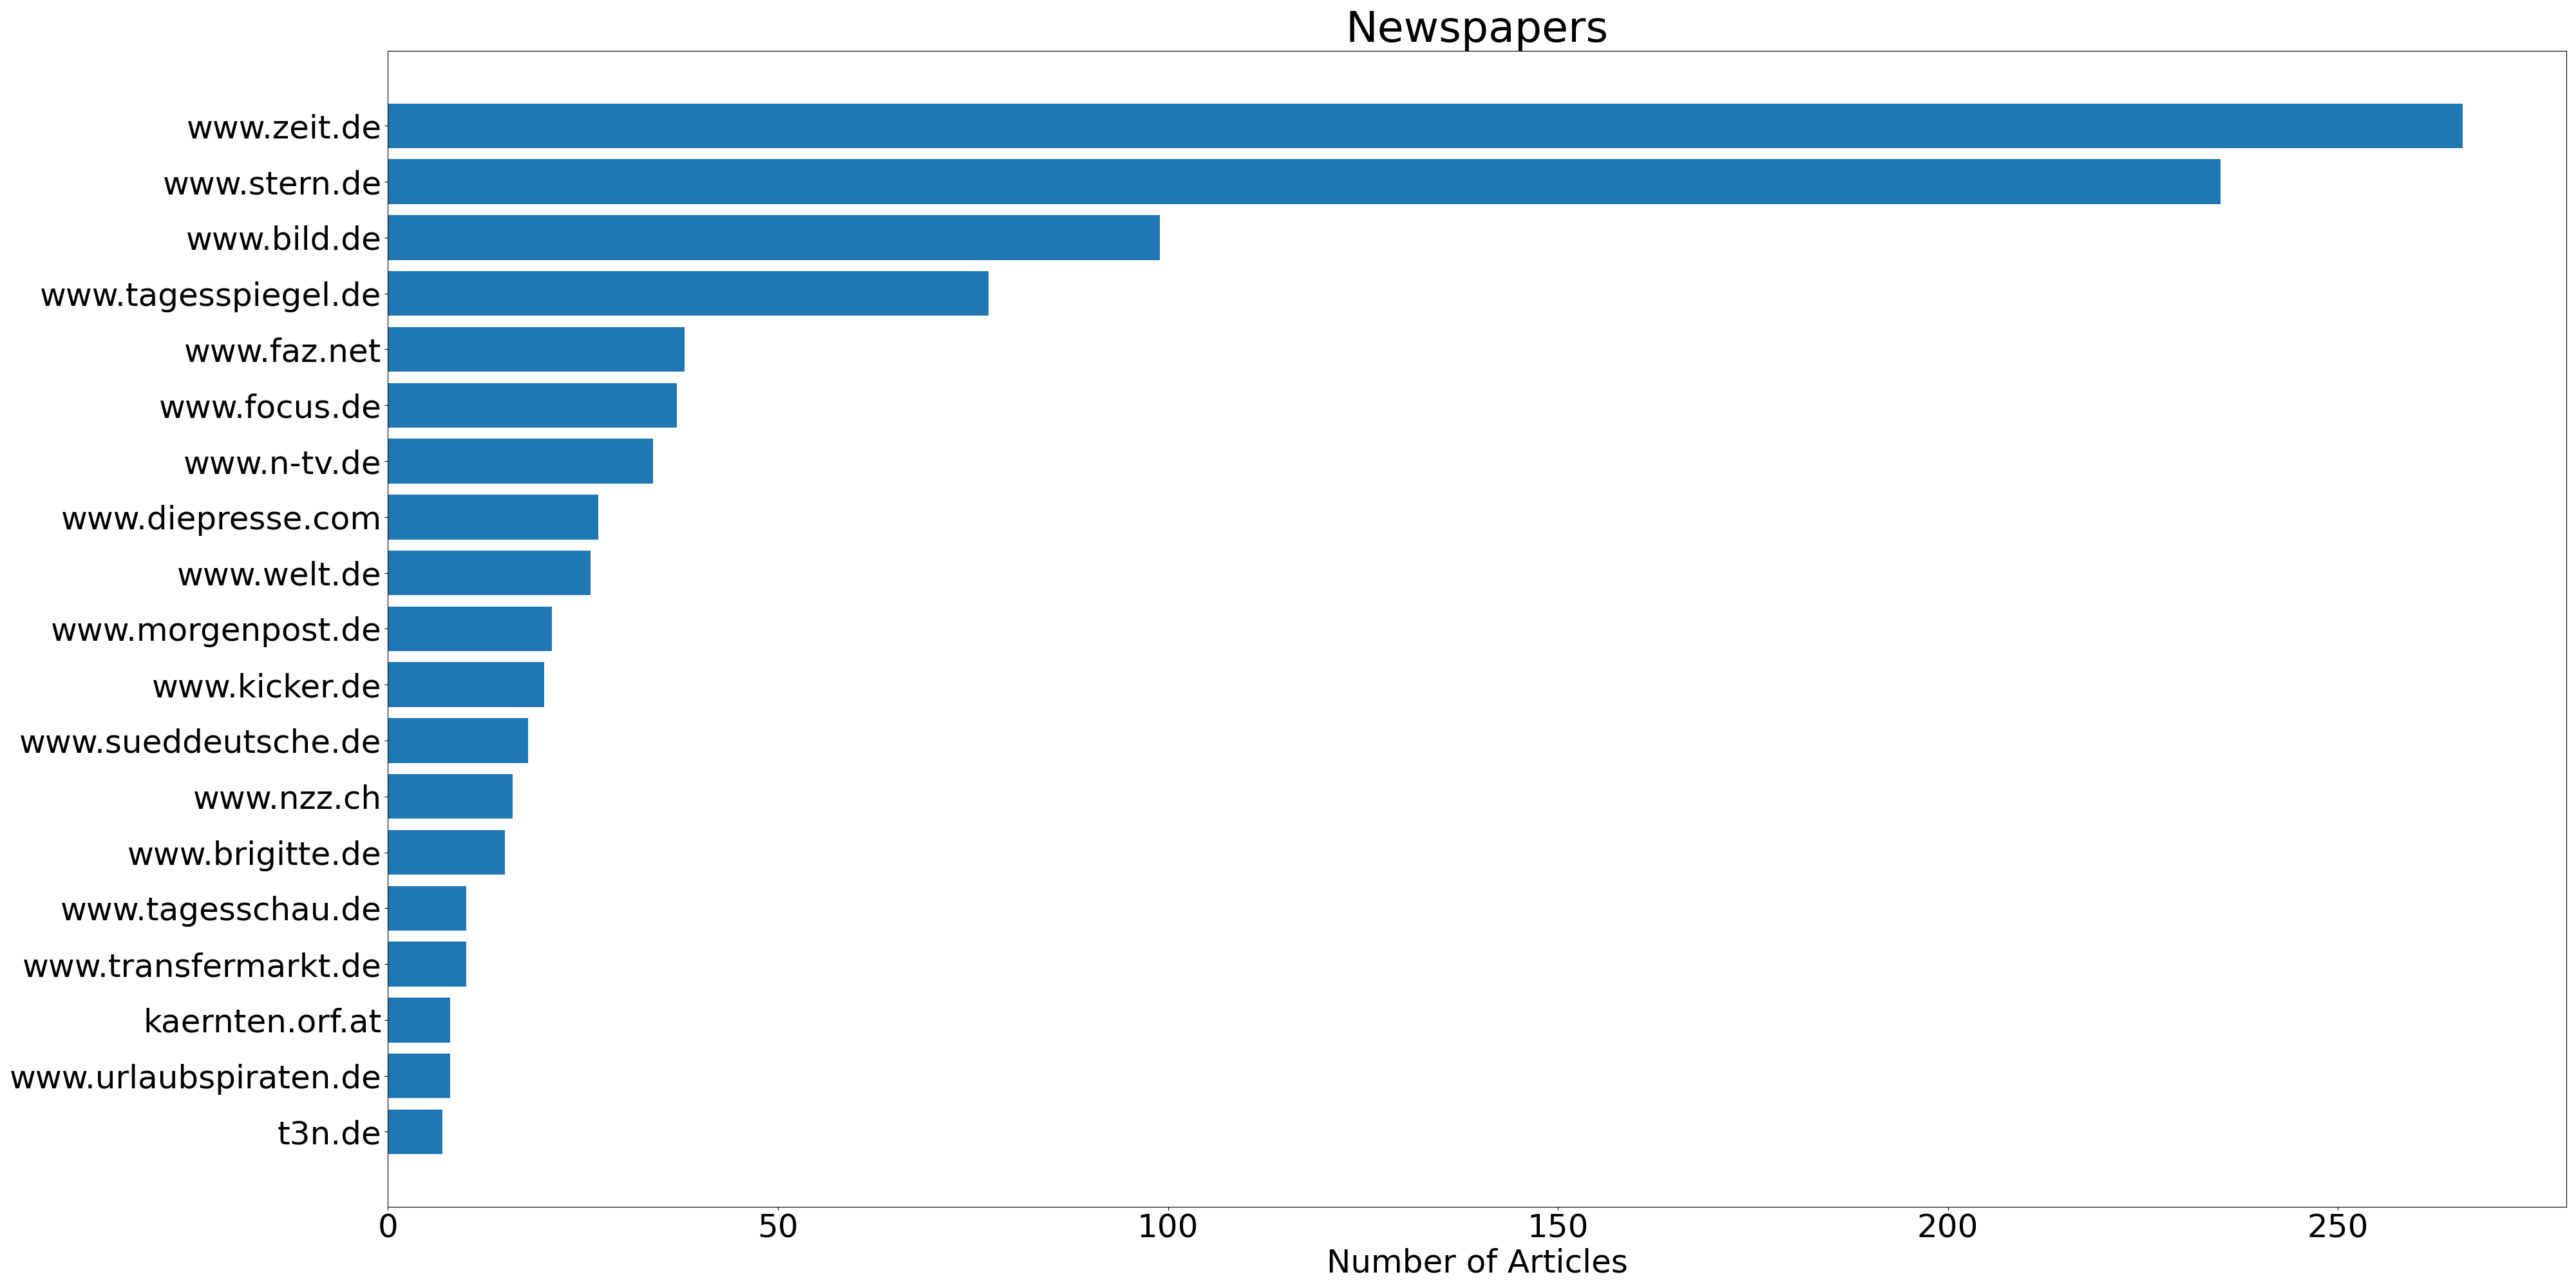 Newspapers
www.zeit.de
www.stern.de
www.bild.de
www.tagesspiegel.de
www.faz.net
www.focus.de
www.n-tv.de
www.diepresse.com
www.welt.de
www.morgenpost.de
www.kicker.de
www.sueddeutsche.de
www.nzz.ch
www.brigitte.de
www.tagesschau.de
www.transfermarkt.de
kaernten.orf.at
www.urlaubspiraten.de
t3n.de
0 50 100 150 200 250
Number of Articles